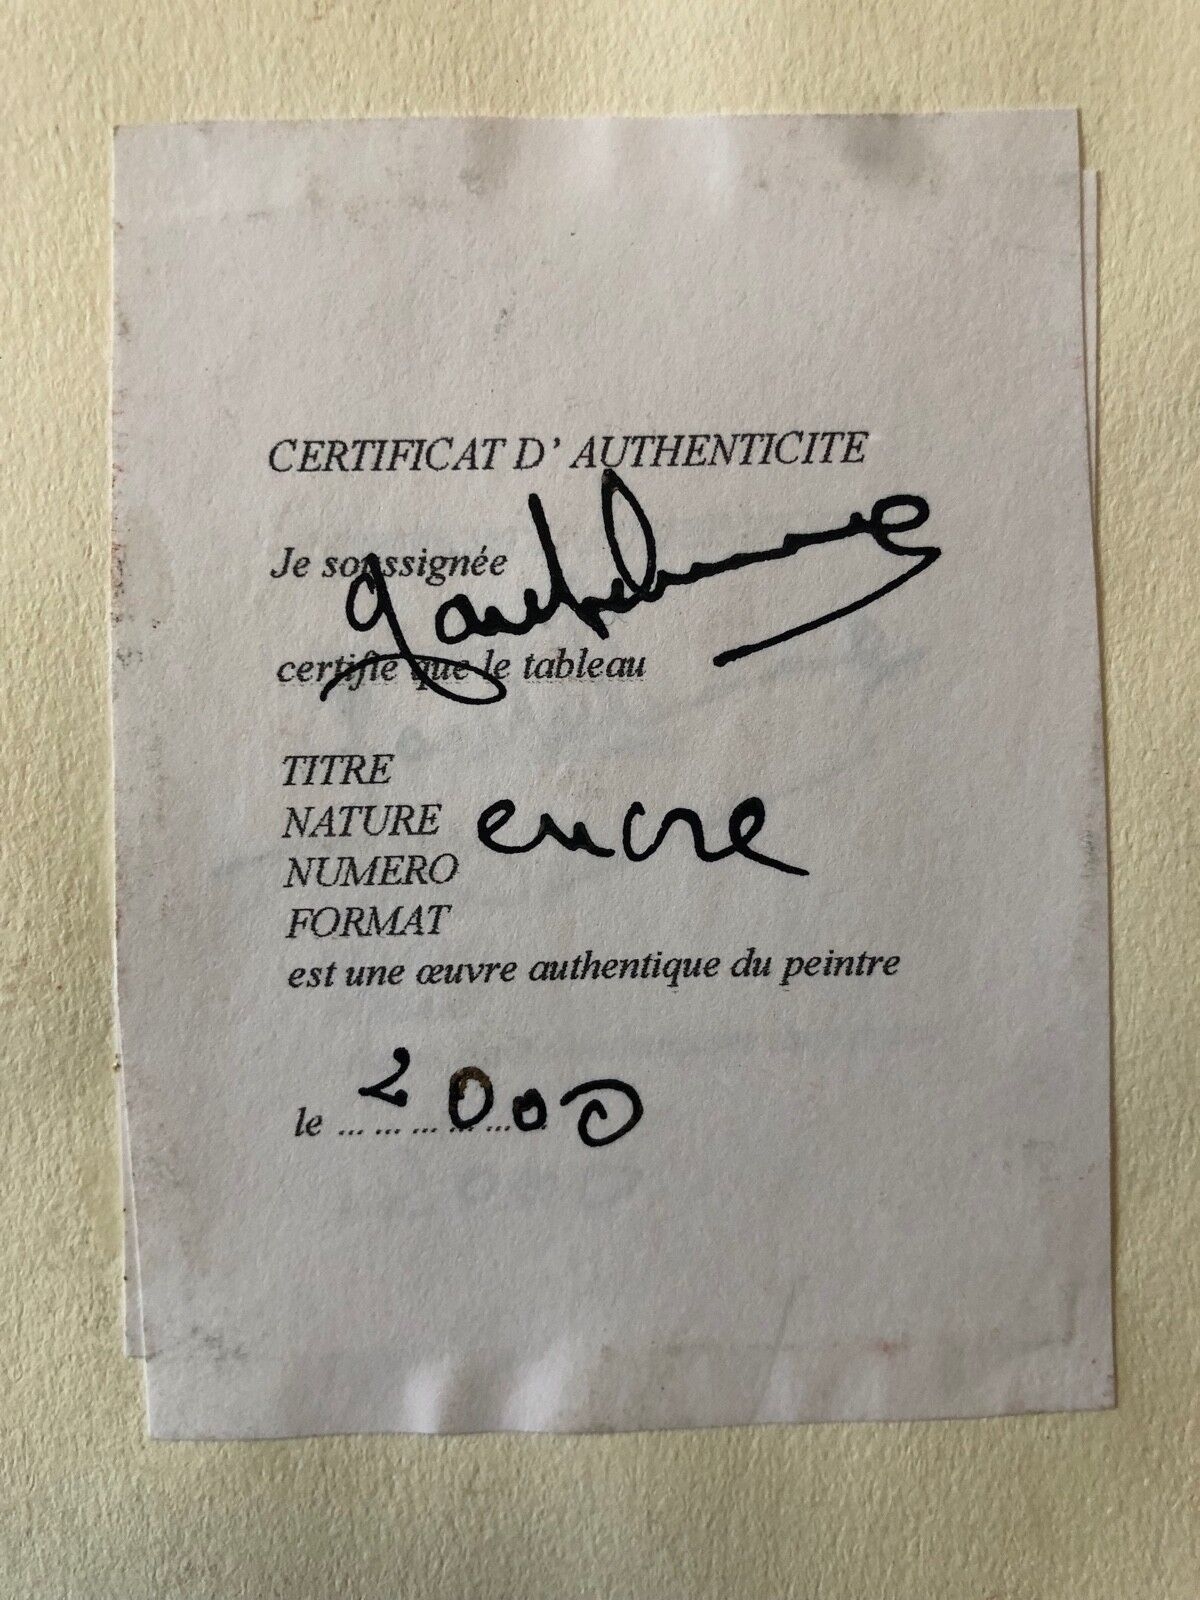 CERTIFICAT D' AUTHENTICITE
Je soussignée
certifie que le tableau
TITRE
NATURE encre
NUMERO
FORMAT
est une œuvre authentique du peintre
le ... ... ... ... ... ... 2000